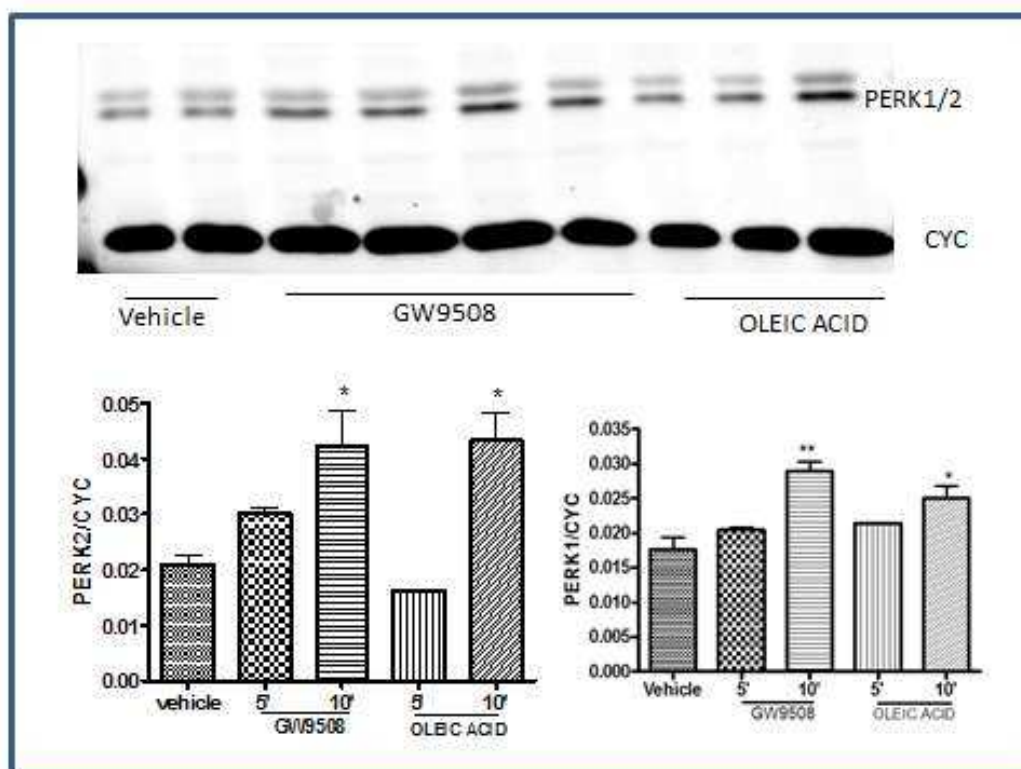 PERK1/2
CYC
Vehicle
GW9508
OLEIC ACID
PERK2/CYC
0.05
0.04
0.03
0.02
0.01
0.00
*
*
vehicle
5'
10'
5'
10'
GW9508
OLEIC ACID
PERK1/CYC
0.035
0.030
0.025
0.020
0.015
0.010
0.005
0.000
**
*
Vehicle
5'
10'
5'
10'
GW9508
OLEIC ACID